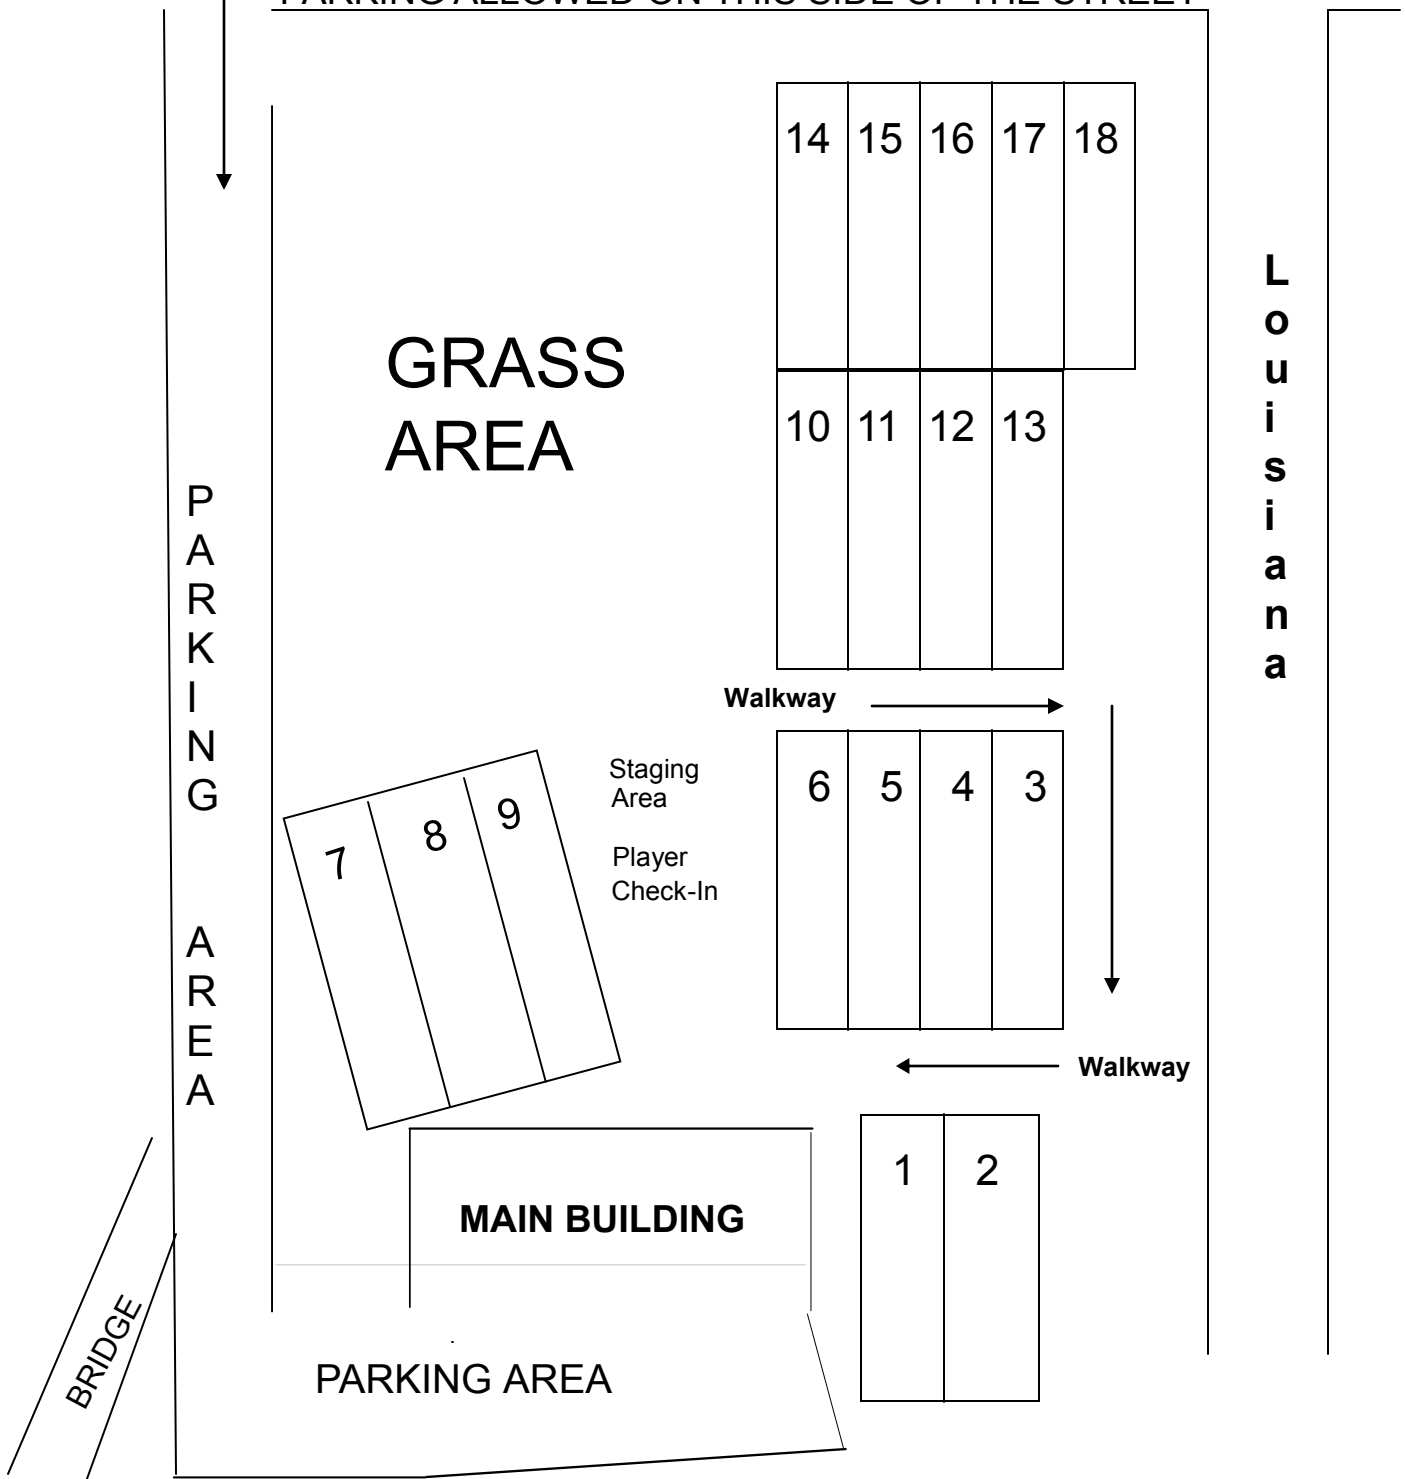 PARKING ALLOWED ON THIS SIDE OF THE STREET
14 15 16 17 18
Louisiana
GRASS
AREA
10 11 12 13
PARKING AREA
Walkway
Staging
Area
6 5 4 3
7 8 9
Player
Check-In
Walkway
1 2
MAIN BUILDING
BRIDGE
PARKING AREA